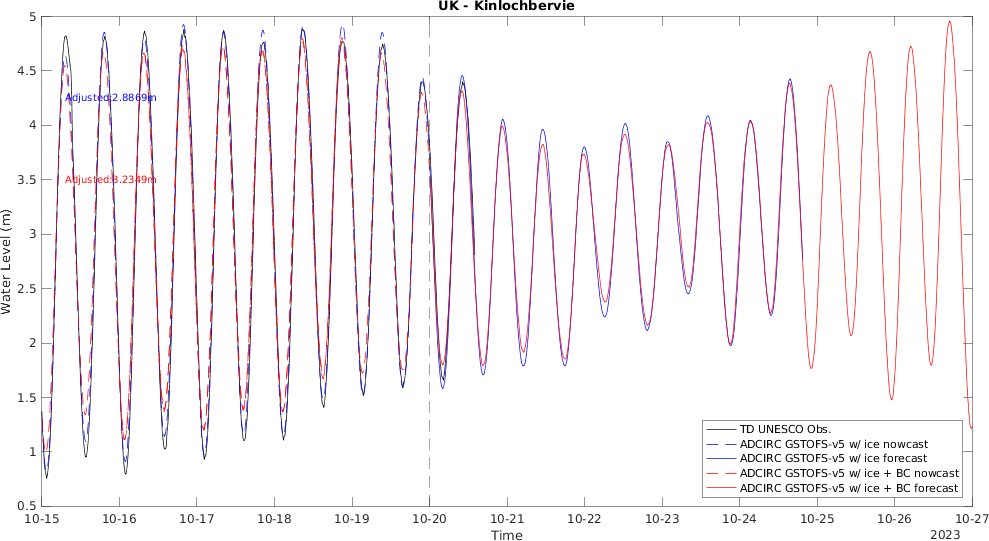 UK - Kinlochbervie
5
4.5
4
3.5
3
2.5
2
1.5
1
0.5
Water Level (m)
Adjusted:2.8869m
Adjusted:3.2349m
TD UNESCO Obs.
ADCIRC GSTOFS-v5 w/ ice nowcast
ADCIRC GSTOFS-v5 w/ ice forecast
ADCIRC GSTOFS-v5 w/ ice + BC nowcast
ADCIRC GSTOFS-v5 w/ ice + BC forecast
10-15 10-16 10-17 10-18 10-19 10-20 10-21 10-22 10-23 10-24 10-25 10-26 10-27
Time
2023